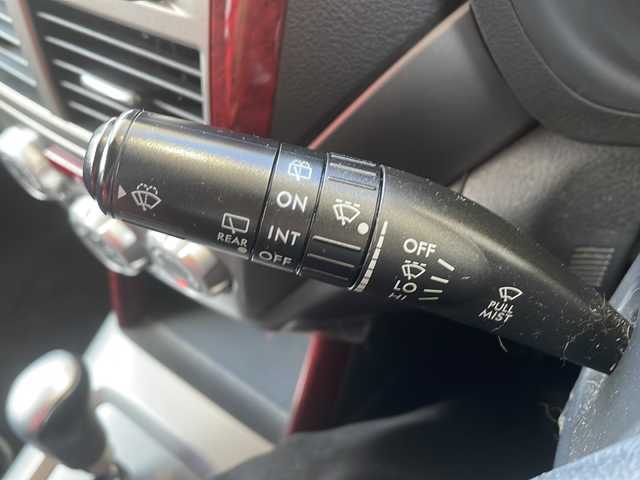 REAR
ON
INT
OFF
OFF
LO
HI
PULL
MIST